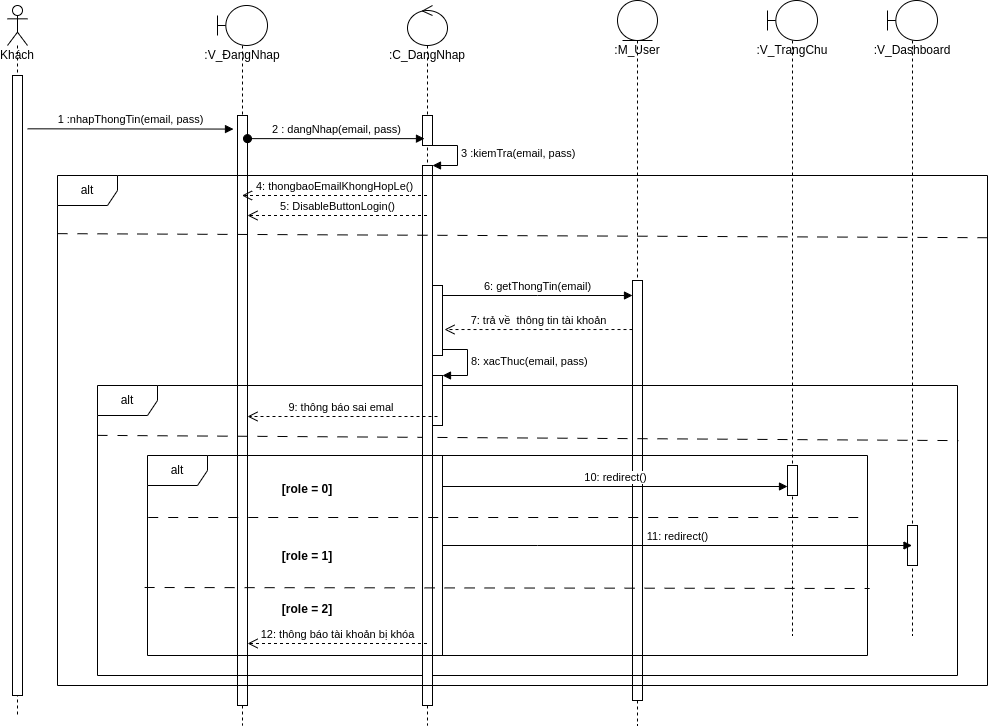 Khách
:V_ĐangNhap
:C_DangNhap
:M_User
:V_TrangChu
:V_Dashboard
1 :nhapThongTin(email, pass)
2 : dangNhap(email, pass)
3 :kiemTra(email, pass)
alt
4: thongbaoEmailKhongHopLe()
5: DisableButtonLogin()
6: getThongTin(email)
7: trả về thông tin tài khoản
8: xacThuc(email, pass)
alt
9: thông báo sai emal
alt
[role = 0]
10: redirect()
11: redirect()
[role = 1]
[role = 2]
12: thông báo tài khoản bị khóa